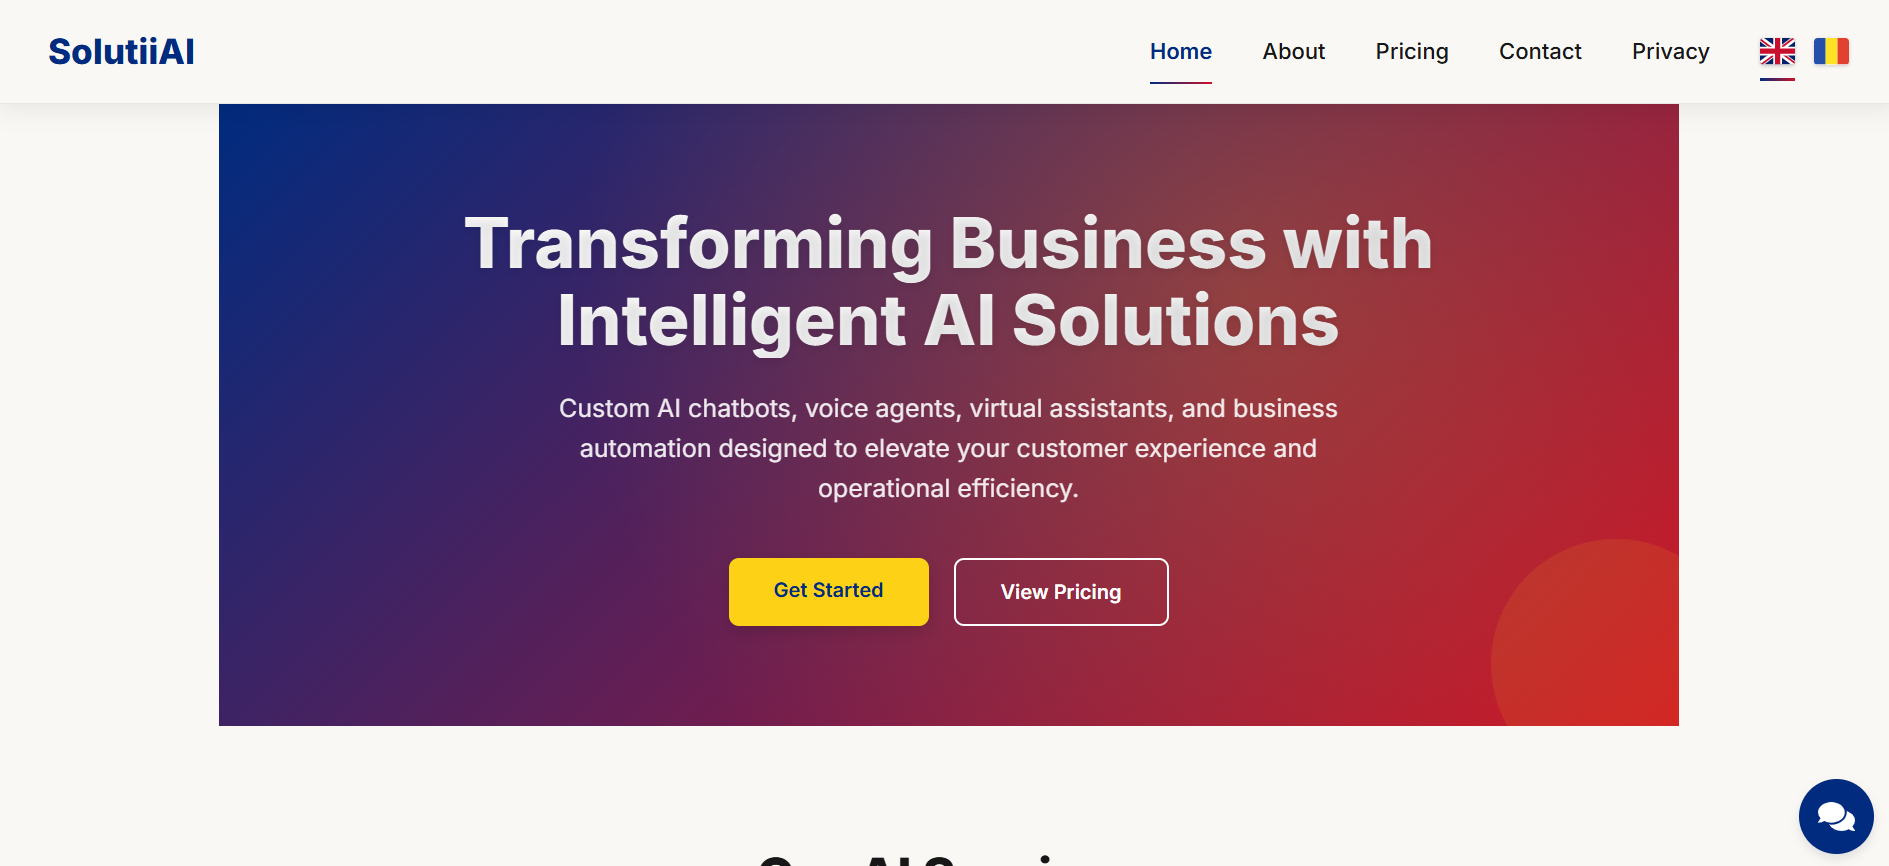 SolutiiAI
Home
About
Pricing
Contact
Privacy
Transforming Business with
Intelligent AI Solutions
Custom AI chatbots, voice agents, virtual assistants, and business
automation designed to elevate your customer experience and
operational efficiency.
Get Started
View Pricing